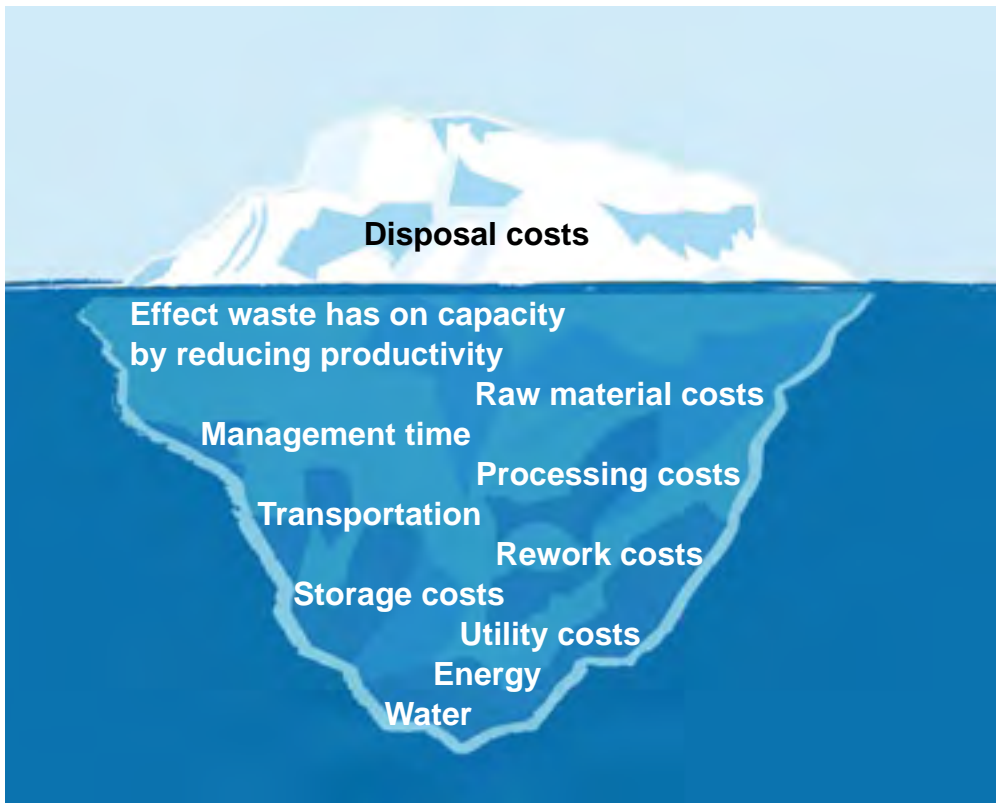 Disposal costs
Effect waste has on capacity
by reducing productivity
Raw material costs
Management time
Processing costs
Transportation
Rework costs
Storage costs
Utility costs
Energy
Water